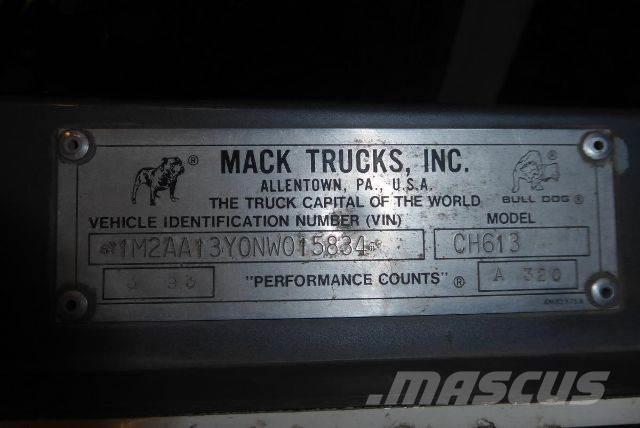 MACK TRUCKS, INC.
ALLENTOWN, PA., U.S.A.
THE TRUCK CAPITAL OF THE WORLD
BULL DOG ®
VEHICLE IDENTIFICATION NUMBER (VIN) MODEL
1M2AA13Y0NW015834 CH613
"PERFORMANCE COUNTS" ® A 320
MASCUS